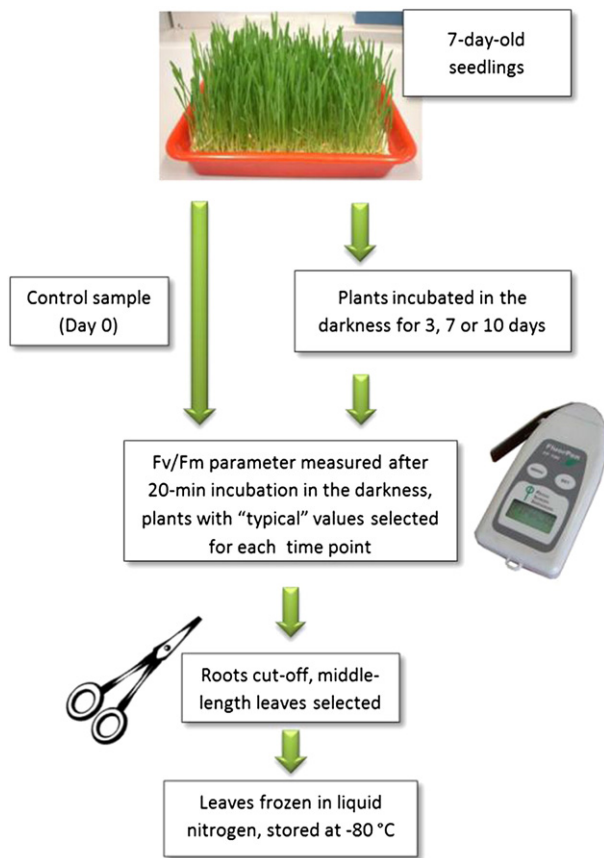 7-day-old
seedlings
Control sample
(Day 0)
Plants incubated in the
darkness for 3, 7 or 10 days
Fv/Fm parameter measured after
20-min incubation in the darkness,
plants with “typical” values selected
for each time point
FluorPen
Roots cut-off, middle-
length leaves selected
Leaves frozen in liquid
nitrogen, stored at -80 °C